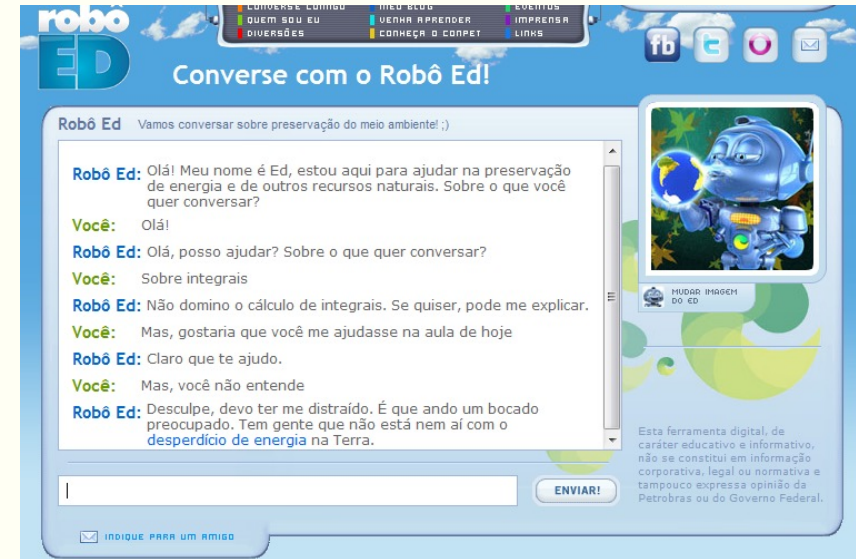 robô
ED
CONVERSE COMIGO
MEU BLOG
EVENTOS
QUEM SOU EU
VENHA APRENDER
IMPRENSA
DIVERSÕES
CONHEÇA O CONPET
LINKS
fb
t
Converse com o Robô Ed!
Robô Ed Vamos conversar sobre preservação do meio ambiente! ;)
Robô Ed: Olá! Meu nome é Ed, estou aqui para ajudar na preservação
de energia e de outros recursos naturais. Sobre o que você
quer conversar?
Você: Olá!
Robô Ed: Olá, posso ajudar? Sobre o que quer conversar?
Você: Sobre integrais
Robô Ed: Não domino o cálculo de integrais. Se quiser, pode me explicar.
Você: Mas, gostaria que você me ajudasse na aula de hoje
Robô Ed: Claro que te ajudo.
Você: Mas, você não entende
Robô Ed: Desculpe, devo ter me distraído. É que ando um bocado
preocupado. Tem gente que não está nem aí com o
desperdício de energia na Terra.
ENVIAR!
INDIQUE PARA UM AMIGO
MUDAR IMAGEM
DO ED
Esta ferramenta digital, de
caráter educativo e informativo,
não se constitui em informação
corporativa, legal ou normativa e
tampouco expressa opinião da
Petrobras ou do Governo Federal.